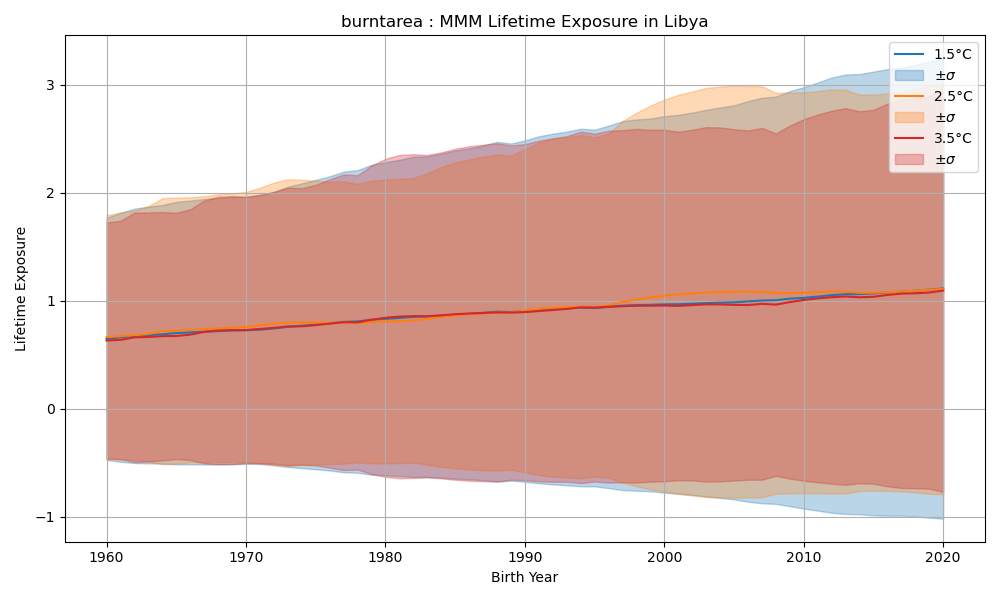 burntarea : MMM Lifetime Exposure in Libya
1.5°C
±σ
2.5°C
±σ
3.5°C
±σ
3
2
1
0
−1
Lifetime Exposure
1960 1970 1980 1990 2000 2010 2020
Birth Year